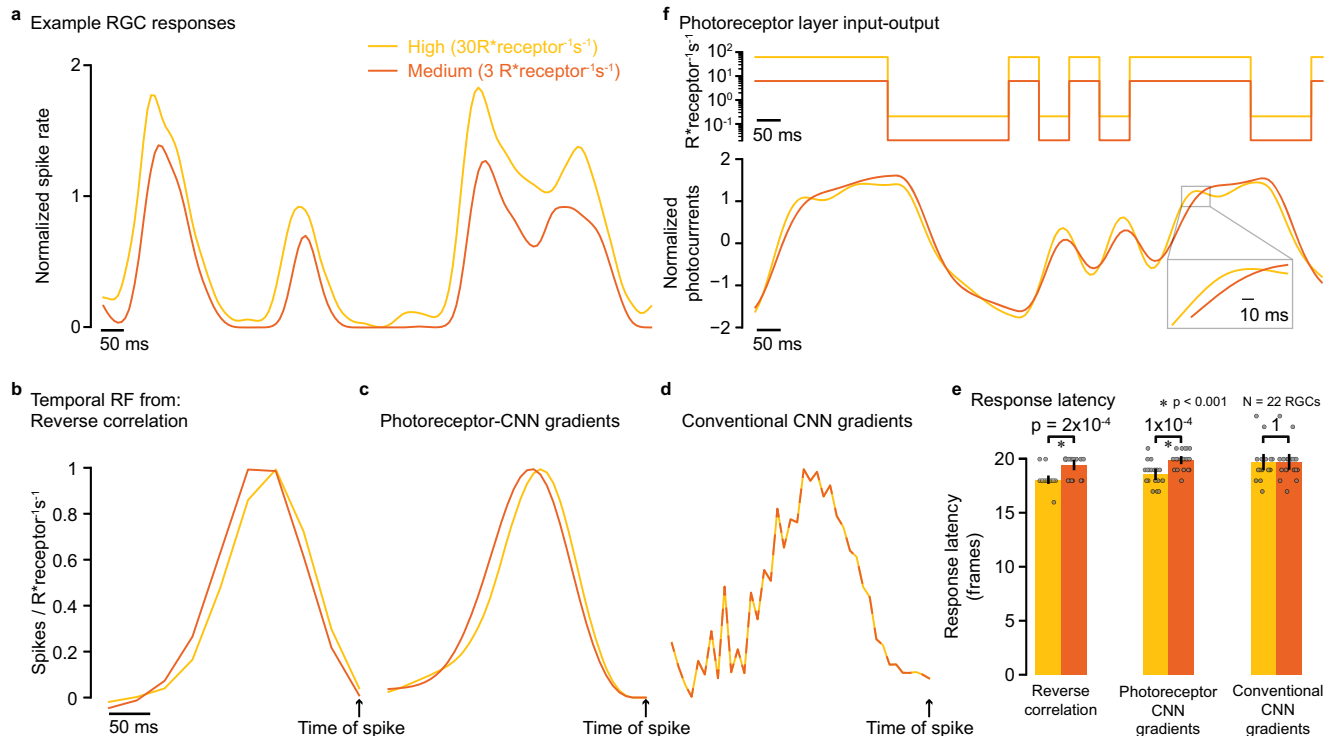 a Example RGC responses
High (30R*receptor⁻¹s⁻¹)
Medium (3 R*receptor⁻¹s⁻¹)
Normalized spike rate
2
1
0
50 ms
f Photoreceptor layer input-output
R*receptor⁻¹s⁻¹
10²
10¹
10⁰
10⁻¹
50 ms
Normalized
photocurrrents
2
1
0
−1
−2
50 ms
10 ms
b Temporal RF from:
Reverse correlation
Spikes / R*receptor⁻¹s⁻¹
1
0.8
0.6
0.4
0.2
0
50 ms
Time of spike
c
Photoreceptor-CNN gradients
Time of spike
d
Conventional CNN gradients
Time of spike
e
Response latency
* p < 0.001
N = 22 RGCs
p = 2x10⁻⁴
1x10⁻⁴
1
*
*
Response latency
(frames)
20
15
10
5
0
Reverse
correlation
Photoreceptor
CNN
gradients
Conventional
CNN
gradients